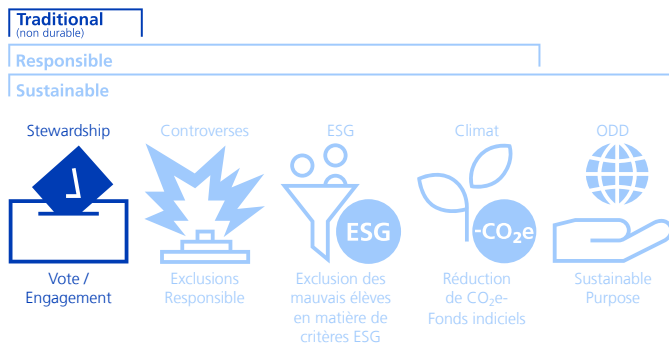 Traditional
(non durable)
Responsible
Sustainable
Stewardship
Controverses
ESG
Climat
ODD
ESG
-CO₂e
Vote /
Engagement
Exclusions
Responsible
Exclusion des
mauvais élèves
en matière de
critères ESG
Réduction
de CO₂e-
Fonds indiciels
Sustainable
Purpose